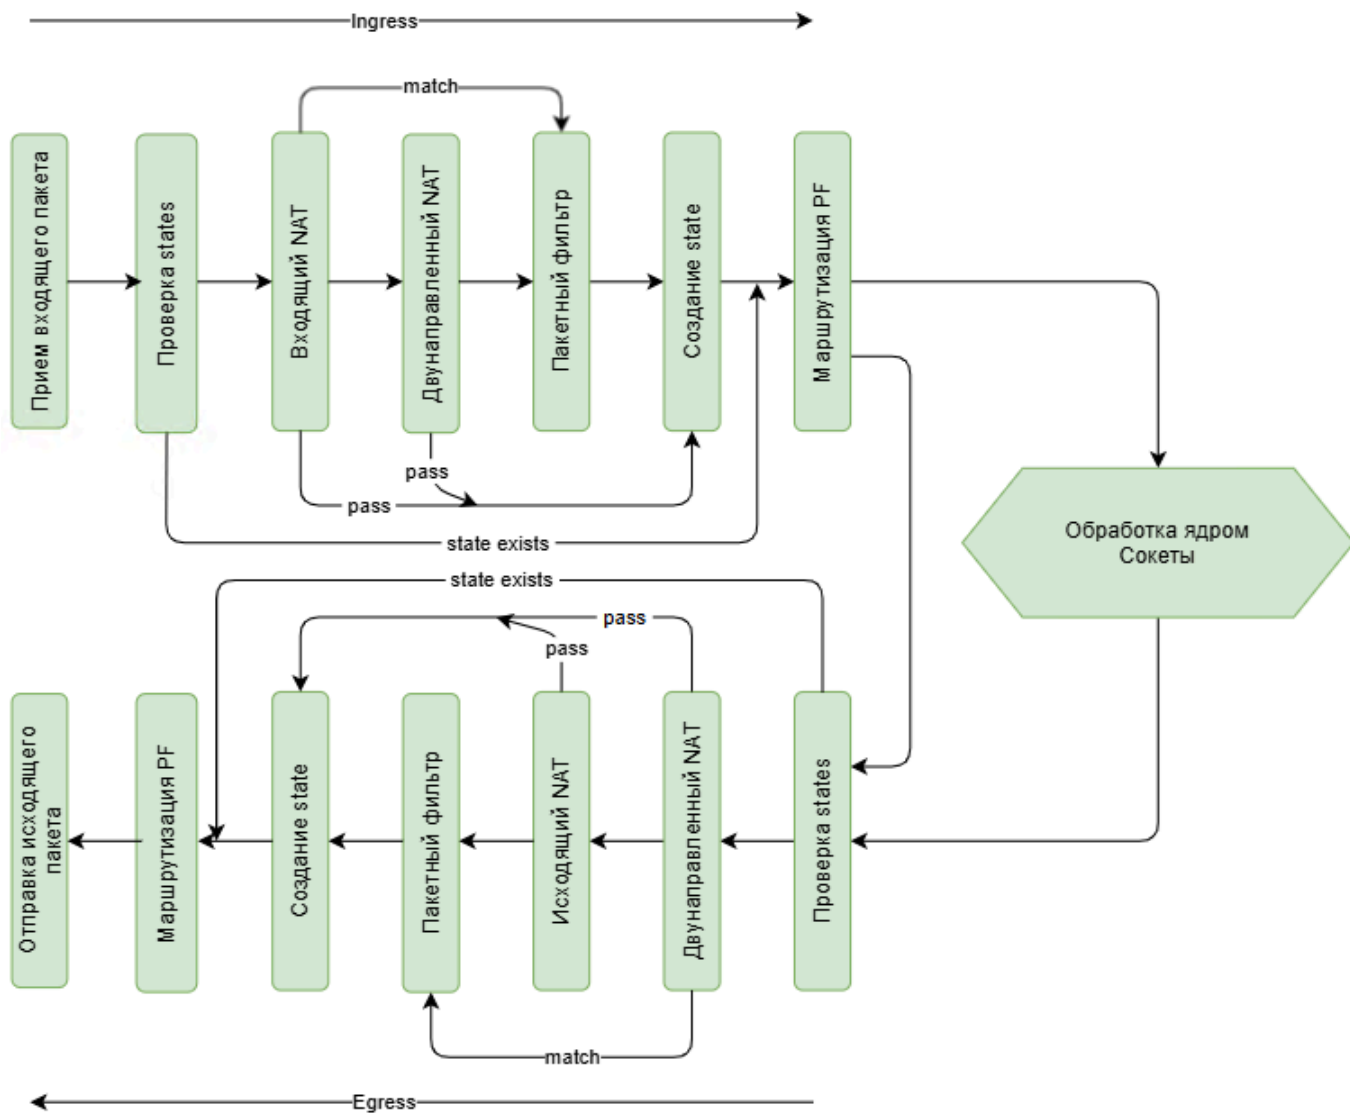 Ingress
match
Прием входящего пакета
Проверка states
Входящий NAT
Двунаправленный NAT
Пакетный фильтр
Создание state
Маршрутизация PF
pass
pass
state exists
Обработка ядром
Сокеты
state exists
pass
pass
Отправка исходящего
пакета
Маршрутизация PF
Создание state
Пакетный фильтр
Исходящий NAT
Двунаправленный NAT
Проверка states
match
Egress